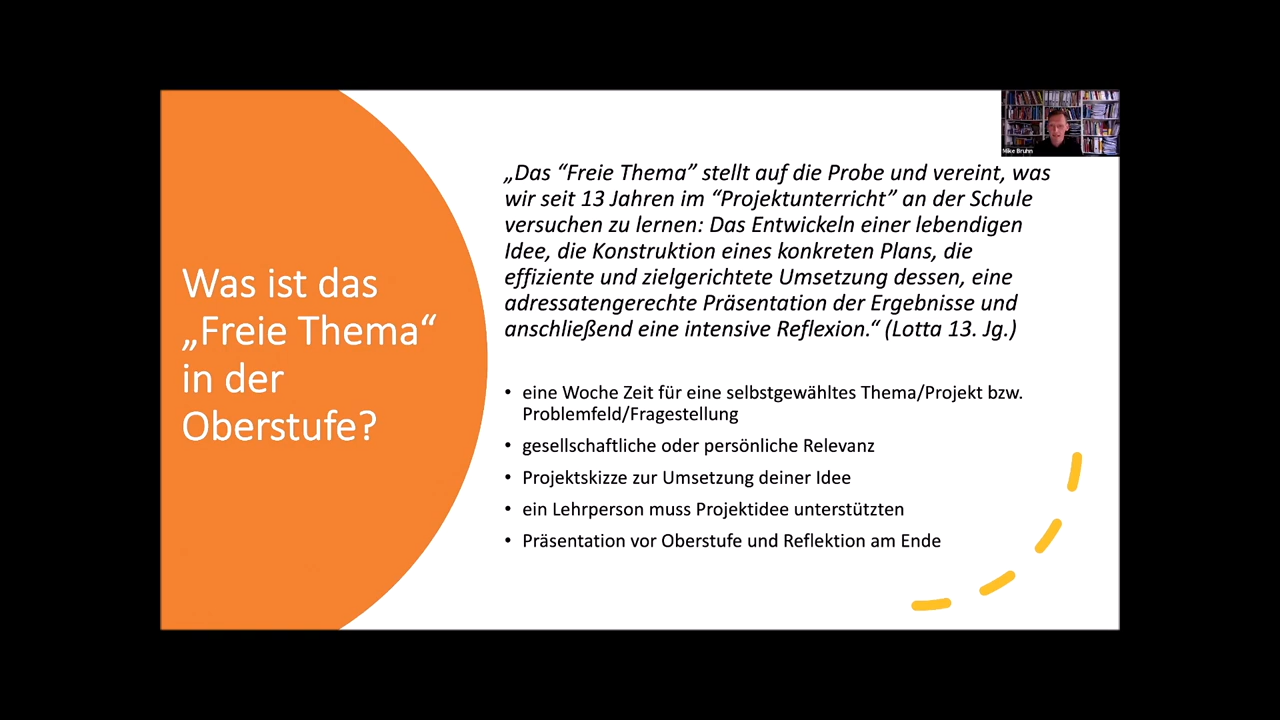 Was ist das
„Freie Thema“
in der
Oberstufe?
„Das “Freie Thema” stellt auf die Probe und vereint, was
wir seit 13 Jahren im “Projektunterricht” an der Schule
versuchen zu lernen: Das Entwickeln einer lebendigen
Idee, die Konstruktion eines konkreten Plans, die
effiziente und zielgerichtete Umsetzung dessen, eine
adressatengerechte Präsentation der Ergebnisse und
anschließend eine intensive Reflexion.“ (Lotta 13. Jg.)
• eine Woche Zeit für eine selbstgewähltes Thema/Projekt bzw.
Problemfeld/Fragestellung
• gesellschaftliche oder persönliche Relevanz
• Projektskizze zur Umsetzung deiner Idee
• ein Lehrperson muss Projektidee unterstützten
• Präsentation vor Oberstufe und Reflektion am Ende
Mike Bruhn